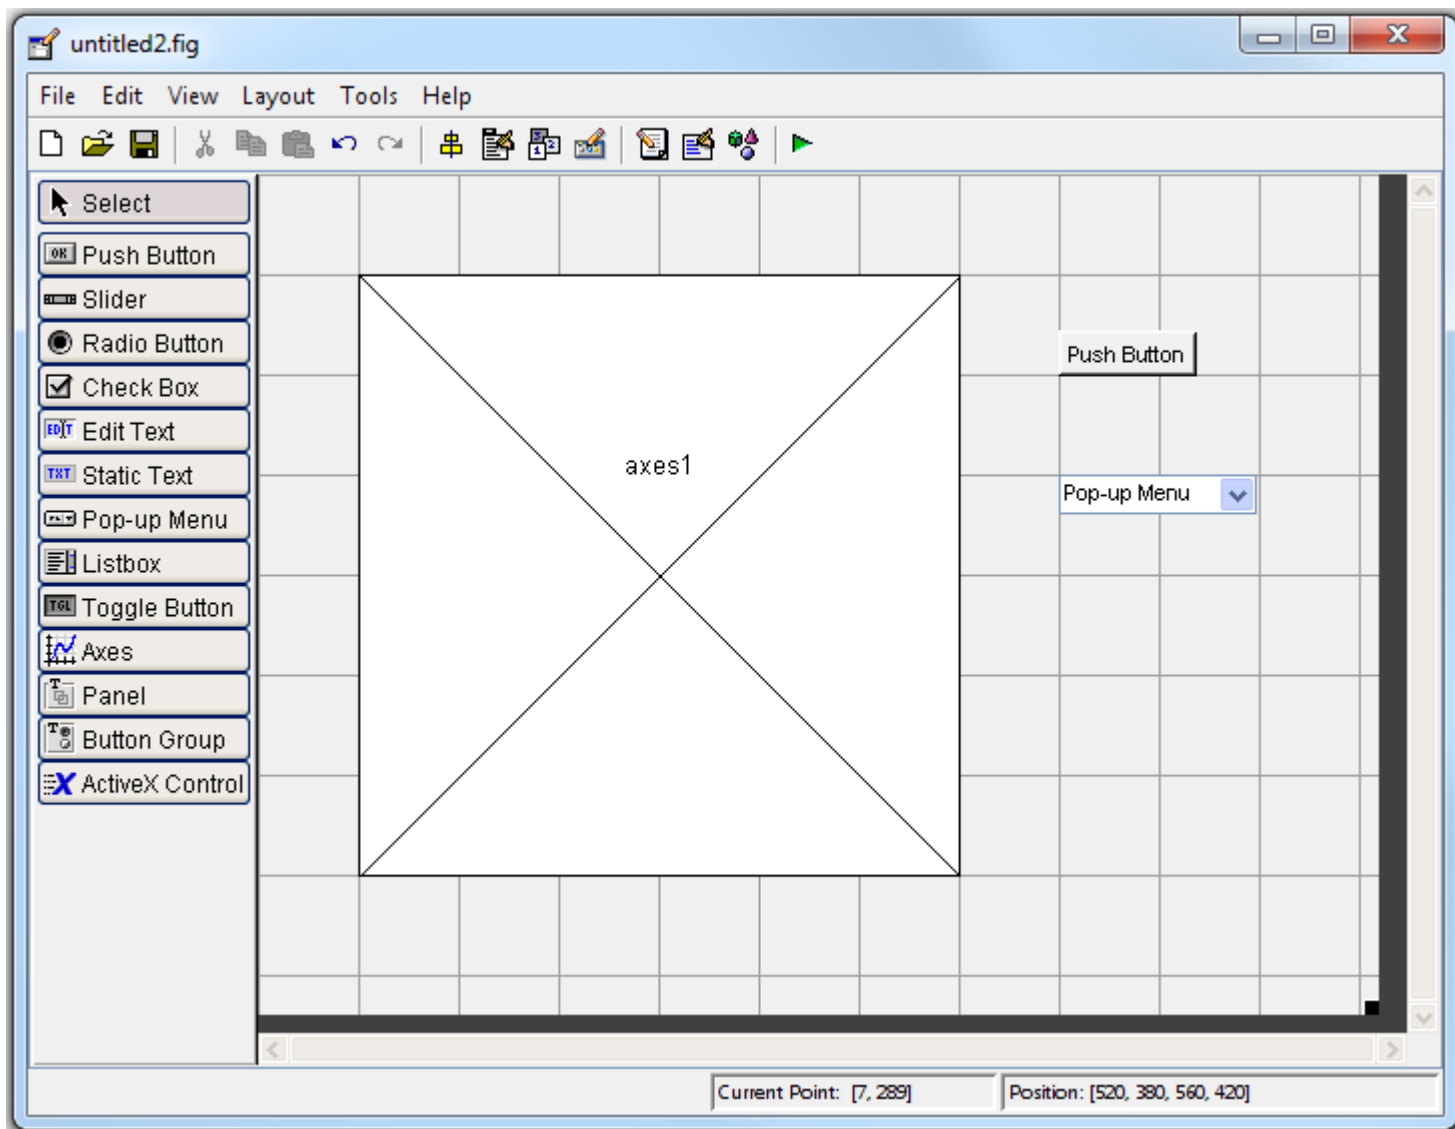 untitled2.fig
File Edit View Layout Tools Help
Select
Push Button
Slider
Radio Button
Check Box
Edit Text
Static Text
Pop-up Menu
Listbox
Toggle Button
Axes
Panel
Button Group
ActiveX Control
axes1
Push Button
Pop-up Menu
Current Point: [7, 289] Position: [520, 380, 560, 420]